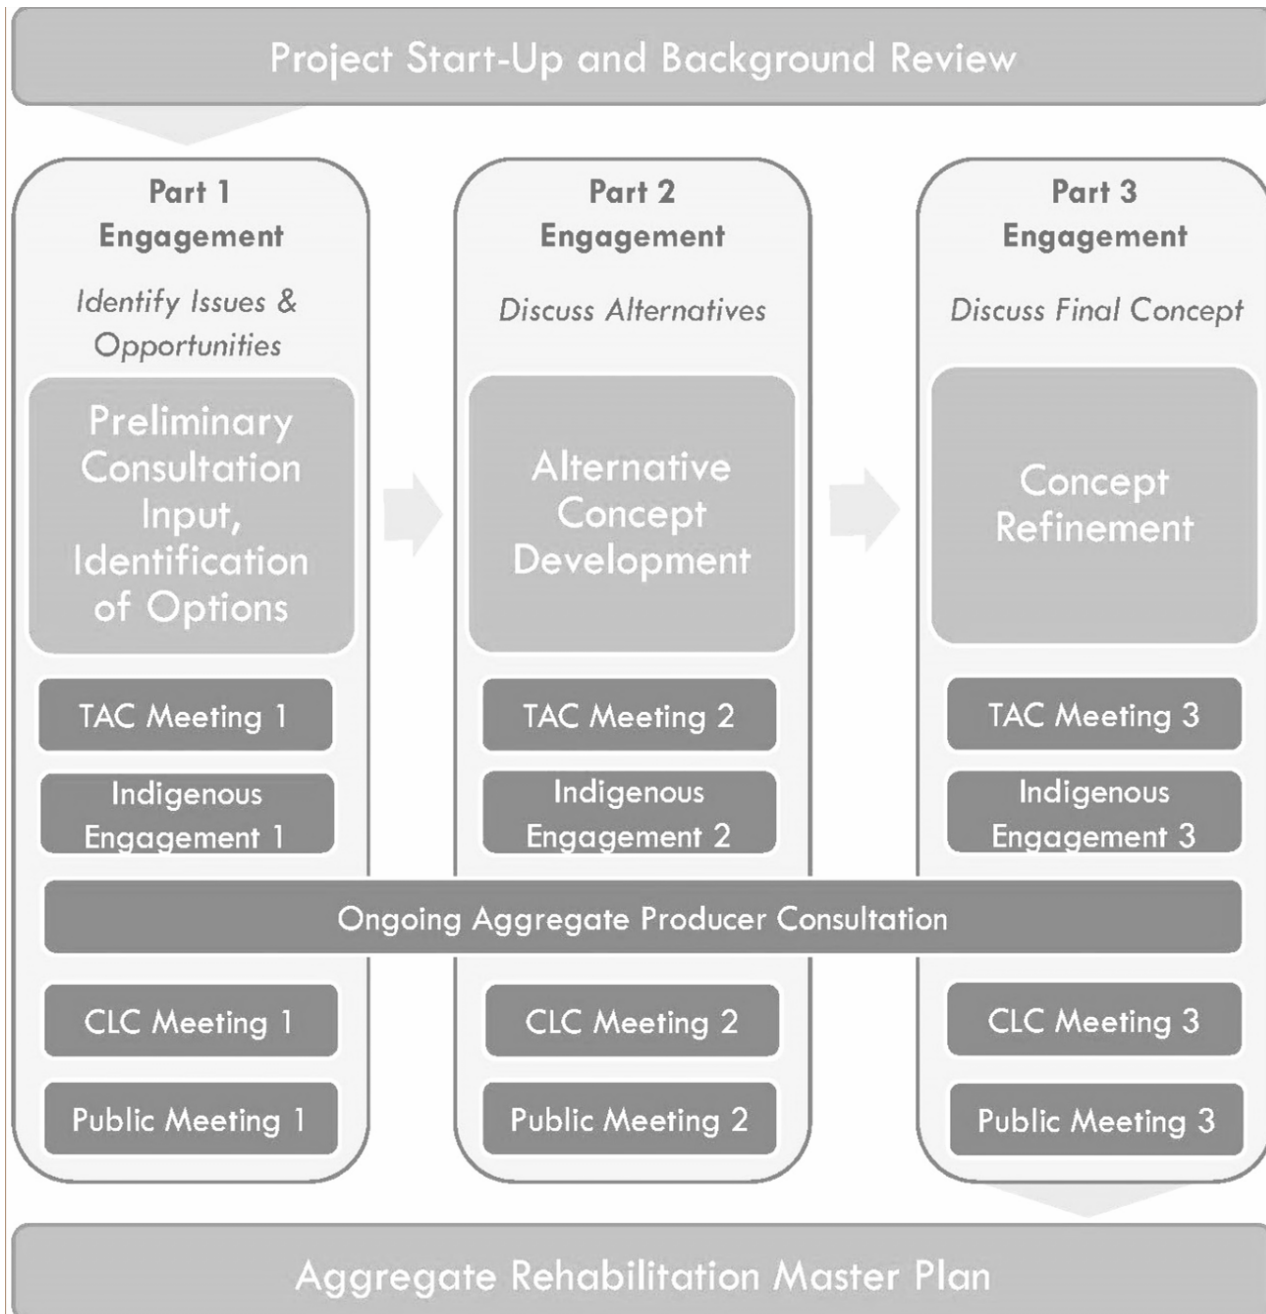 Project Start-Up and Background Review
Part 1
Engagement
Identify Issues &
Opportunities
Preliminary
Consultation
Input,
Identification
of Options
TAC Meeting 1
Indigenous
Engagement 1
Part 2
Engagement
Discuss Alternatives
Alternative
Concept
Development
TAC Meeting 2
Indigenous
Engagement 2
Part 3
Engagement
Discuss Final Concept
Concept
Refinement
TAC Meeting 3
Indigenous
Engagement 3
Ongoing Aggregate Producer Consultation
CLC Meeting 1
Public Meeting 1
CLC Meeting 2
Public Meeting 2
CLC Meeting 3
Public Meeting 3
Aggregate Rehabilitation Master Plan